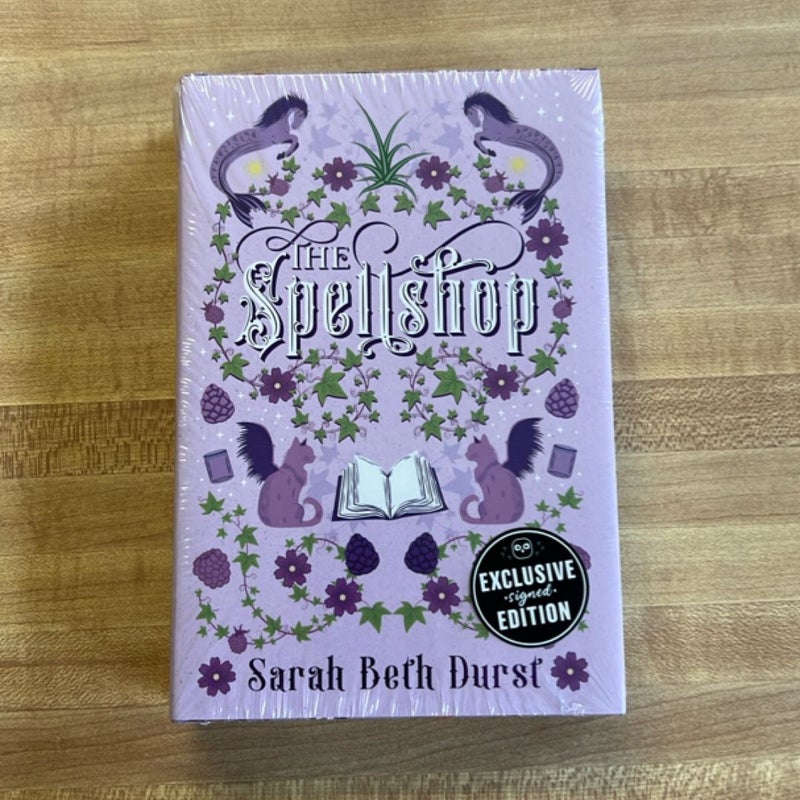 THE
Spellshop
EXCLUSIVE
•signed•
EDITION
Sarah Beth Durst